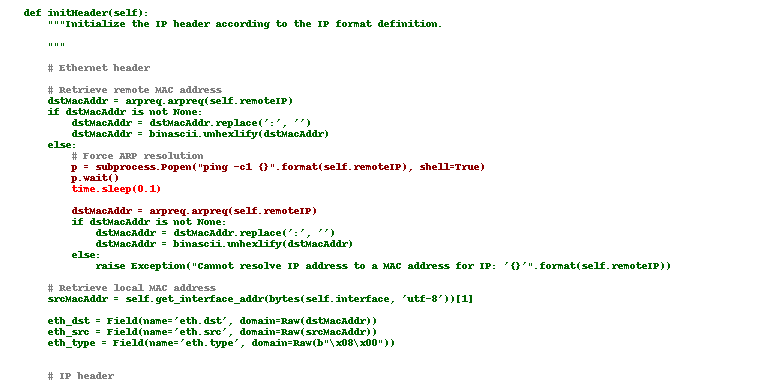 def initHeader(self):
    """Initialize the IP header according to the IP format definition.
    """
    # Ethernet header
    # Retrieve remote MAC address
    dstMacAddr = arpreq.arpreq(self.remoteIP)
    if dstMacAddr is not None:
        dstMacAddr = dstMacAddr.replace(':', '')
        dstMacAddr = binascii.unhexlify(dstMacAddr)
    else:
        # Force ARP resolution
        p = subprocess.Popen("ping -c1 {}".format(self.remoteIP), shell=True)
        p.wait()
        time.sleep(0.1)
        dstMacAddr = arpreq.arpreq(self.remoteIP)
        if dstMacAddr is not None:
            dstMacAddr = dstMacAddr.replace(':', '')
            dstMacAddr = binascii.unhexlify(dstMacAddr)
        else:
            raise Exception("Cannot resolve IP address to a MAC address for IP: '{}'".format(self.remoteIP))
    # Retrieve local MAC address
    srcMacAddr = self.get_interface_addr(bytes(self.interface, 'utf-8'))[1]
    eth_dst = Field(name='eth.dst', domain=Raw(dstMacAddr))
    eth_src = Field(name='eth.src', domain=Raw(srcMacAddr))
    eth_type = Field(name='eth.type', domain=Raw(b"\x08\x00"))
    # IP header